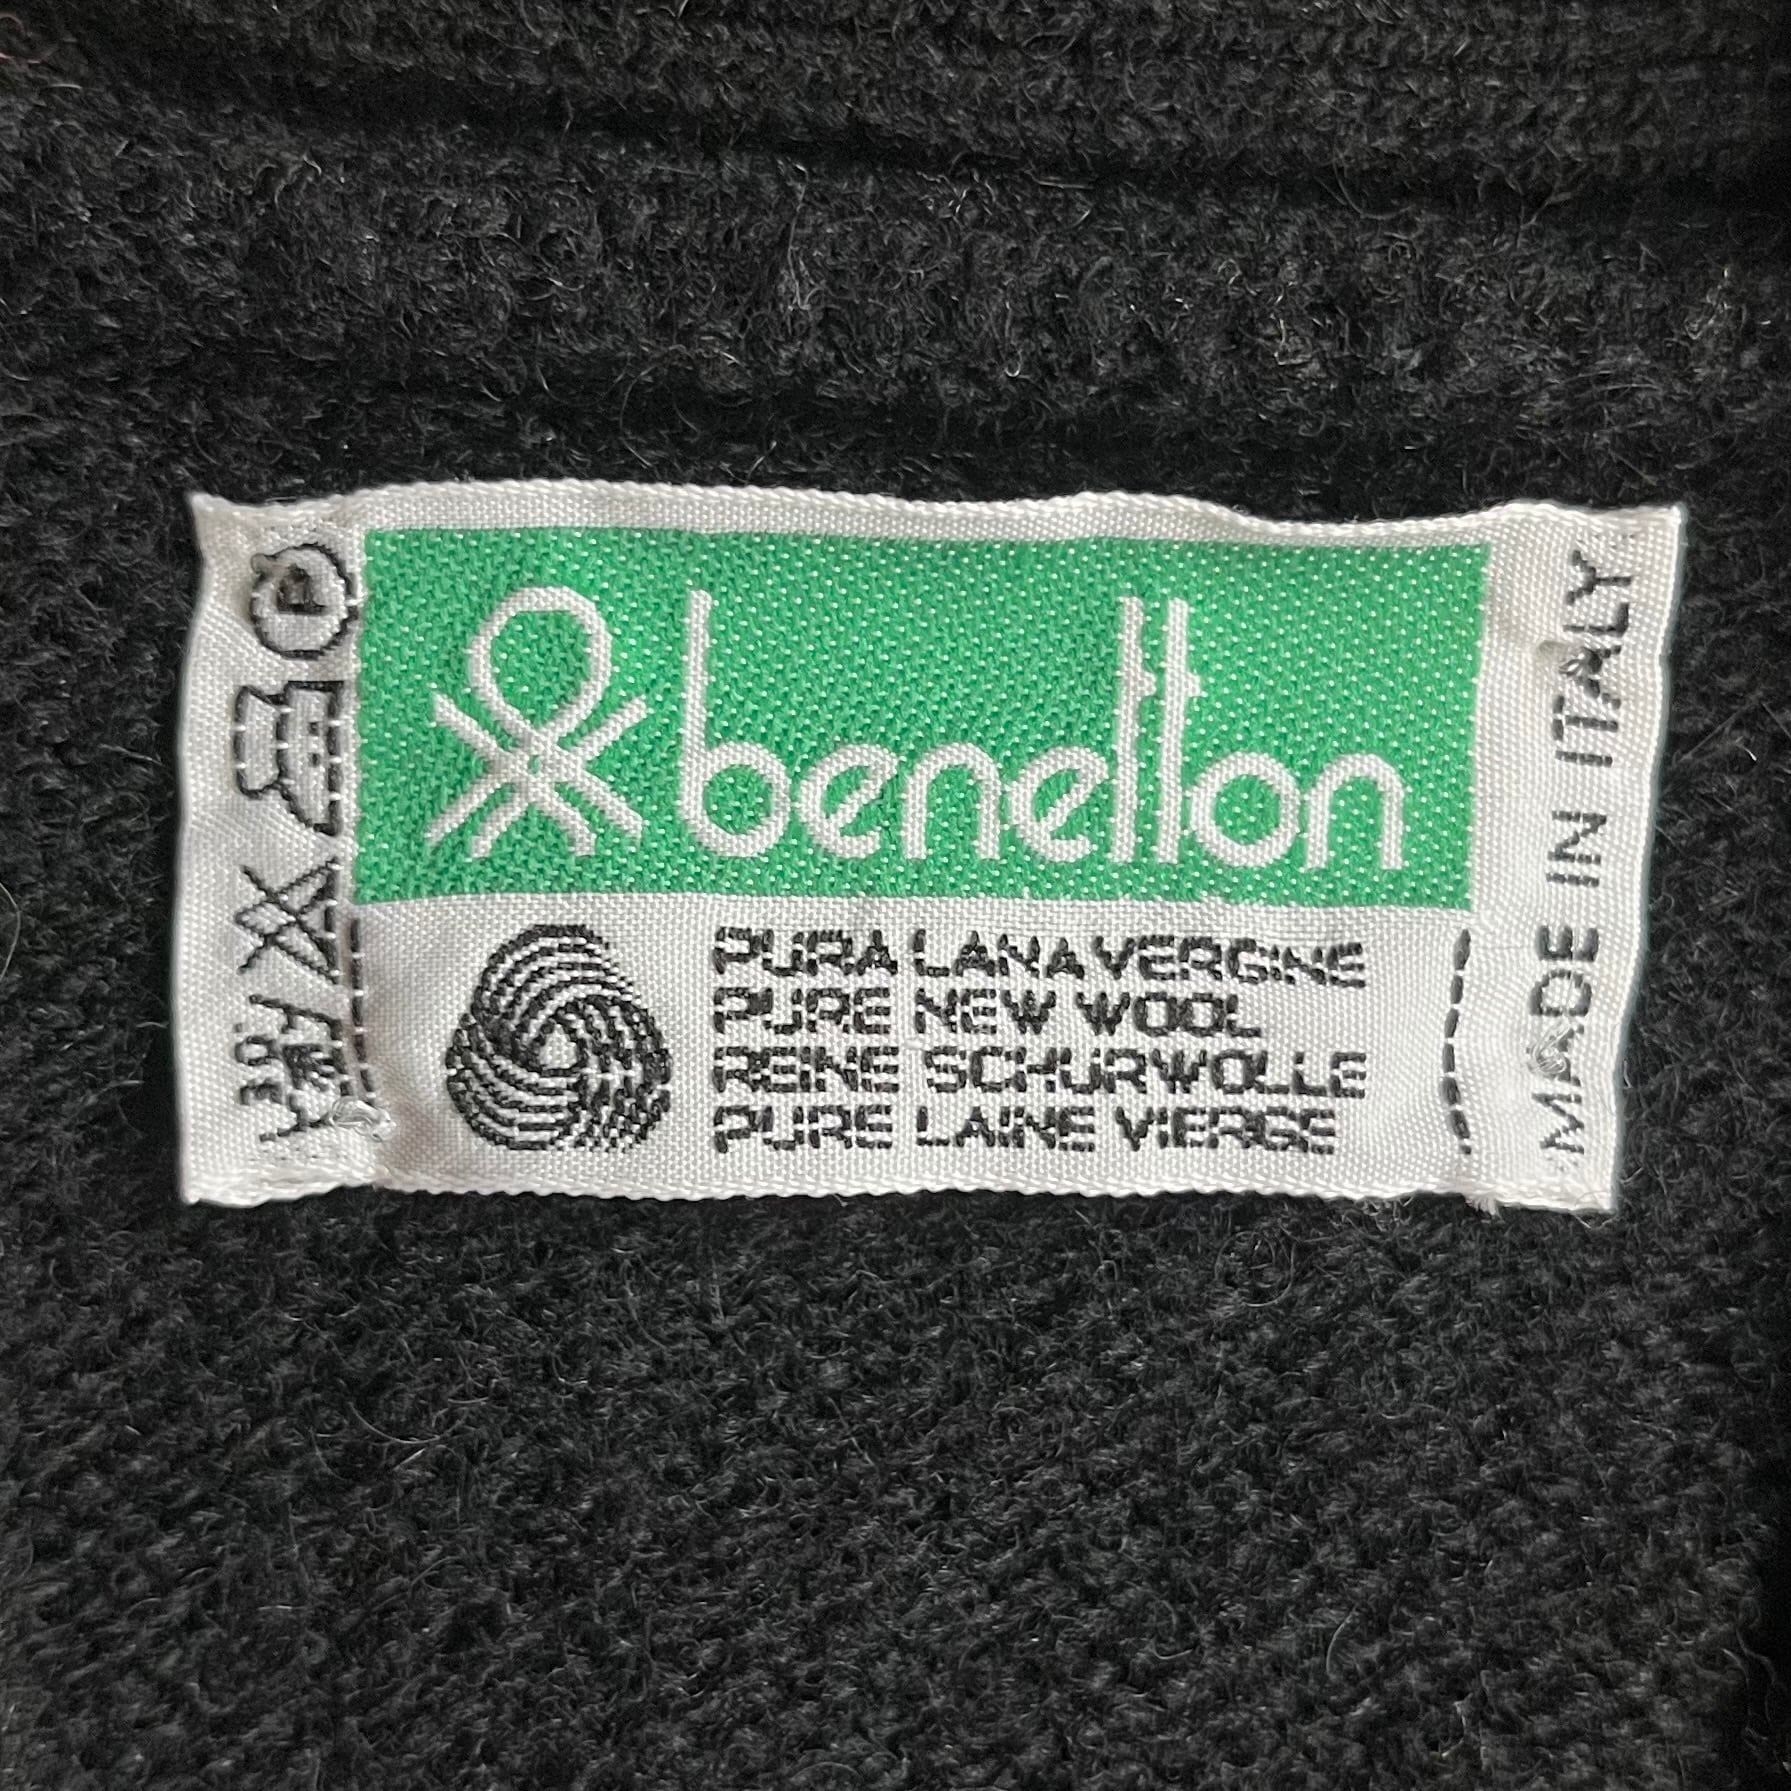 benetton
PURA LANA VERGINE
PURE NEW WOOL
REINE SCHURWOLLE
PURE LAINE VIERGE
MADE IN ITALY
P